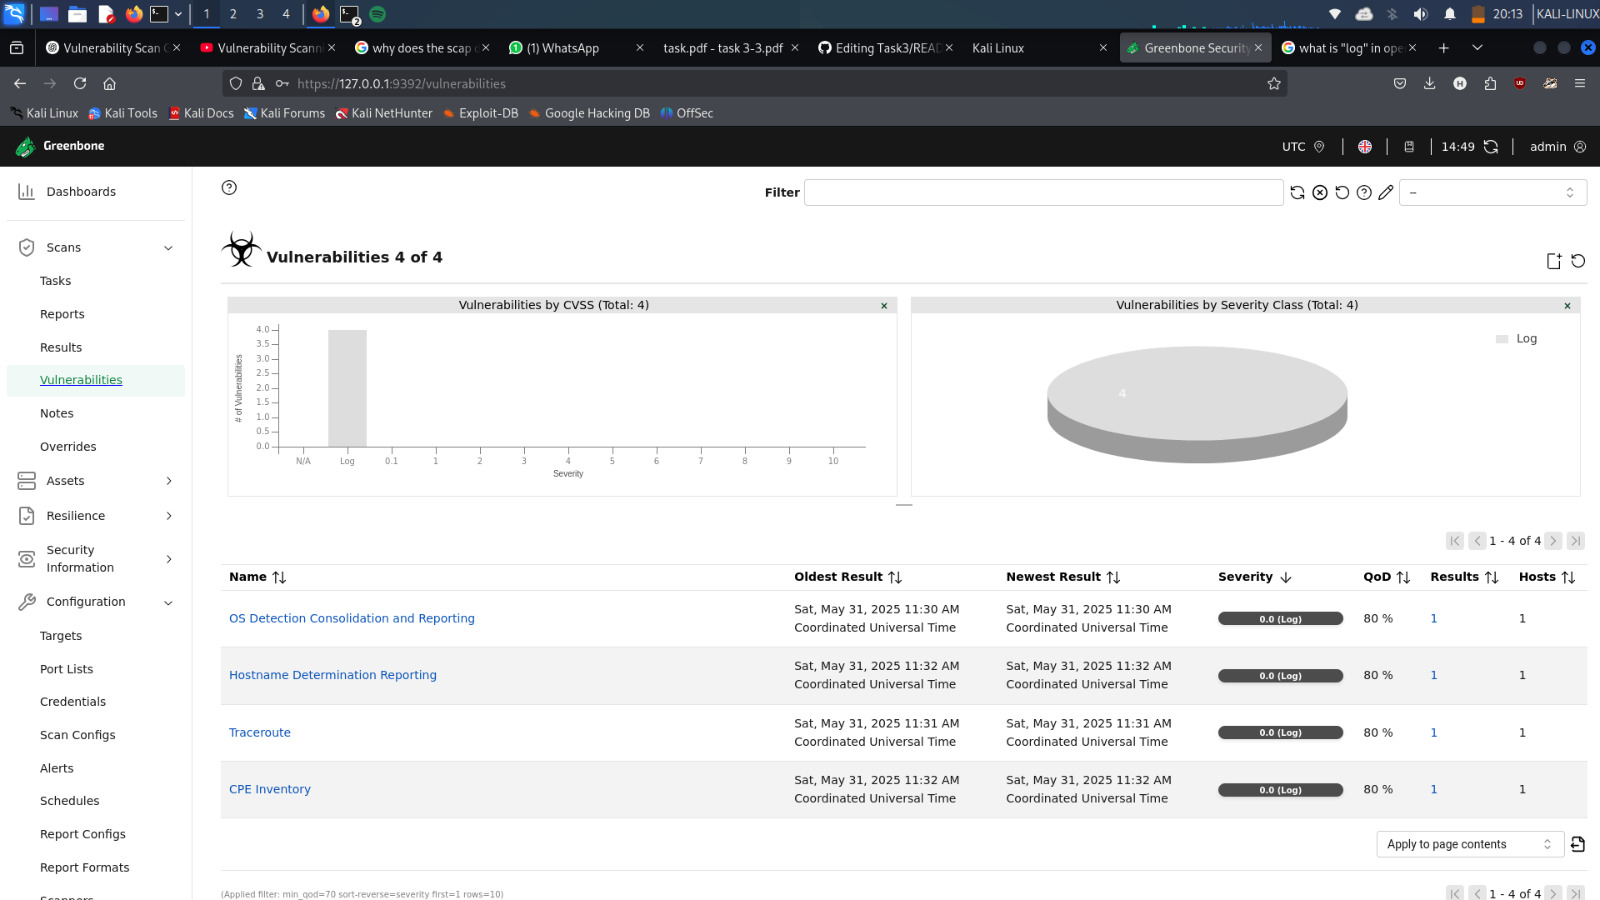 1
2
3
4
2
20:13
KALI-LINUX
Vulnerability Scan
Vulnerability Scanni
why does the scap
(1) WhatsApp
task.pdf - task 3-3.pdf
Editing Task3/READ
Kali Linux
Greenbone Security
what is "log" in ope
https://127.0.0.1:9392/vulnerabilities
Kali Linux
Kali Tools
Kali Docs
Kali Forums
Kali NetHunter
Exploit-DB
Google Hacking DB
OffSec
Greenbone
UTC
14:49
admin
Dashboards
Scans
Tasks
Reports
Results
Vulnerabilities
Notes
Overrides
Assets
Resilience
Security
Information
Configuration
Targets
Port Lists
Credentials
Scan Configs
Alerts
Schedules
Report Configs
Report Formats
Filter
--
Vulnerabilities 4 of 4
Vulnerabilities by CVSS (Total: 4)
# of Vulnerabilities
4.0
3.5
3.0
2.5
2.0
1.5
1.0
0.5
0.0
N/A Log 0.1 1 2 3 4 5 6 7 8 9 10
Severity
Vulnerabilities by Severity Class (Total: 4)
4
Log
1 - 4 of 4
Name Oldest Result Newest Result Severity QoD Results Hosts
OS Detection Consolidation and Reporting
Sat, May 31, 2025 11:30 AM
Coordinated Universal Time
Sat, May 31, 2025 11:30 AM
Coordinated Universal Time
0.0 (Log)
80 %
1
1
Hostname Determination Reporting
Sat, May 31, 2025 11:32 AM
Coordinated Universal Time
Sat, May 31, 2025 11:32 AM
Coordinated Universal Time
0.0 (Log)
80 %
1
1
Traceroute
Sat, May 31, 2025 11:31 AM
Coordinated Universal Time
Sat, May 31, 2025 11:31 AM
Coordinated Universal Time
0.0 (Log)
80 %
1
1
CPE Inventory
Sat, May 31, 2025 11:32 AM
Coordinated Universal Time
Sat, May 31, 2025 11:32 AM
Coordinated Universal Time
0.0 (Log)
80 %
1
1
Apply to page contents
(Applied filter: min_qod=70 sort-reverse=severity first=1 rows=10)
1 - 4 of 4